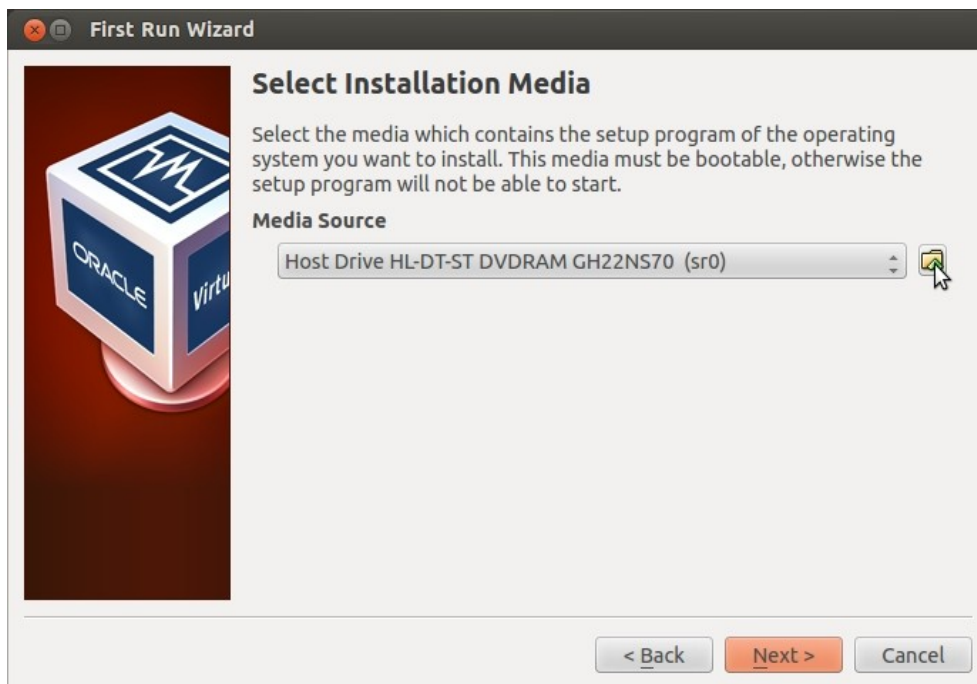 First Run Wizard
Select Installation Media
Select the media which contains the setup program of the operating
system you want to install. This media must be bootable, otherwise the
setup program will not be able to start.
Media Source
Host Drive HL-DT-ST DVDRAM GH22NS70 (sr0)
ORACLE
Virtu
< Back
Next >
Cancel